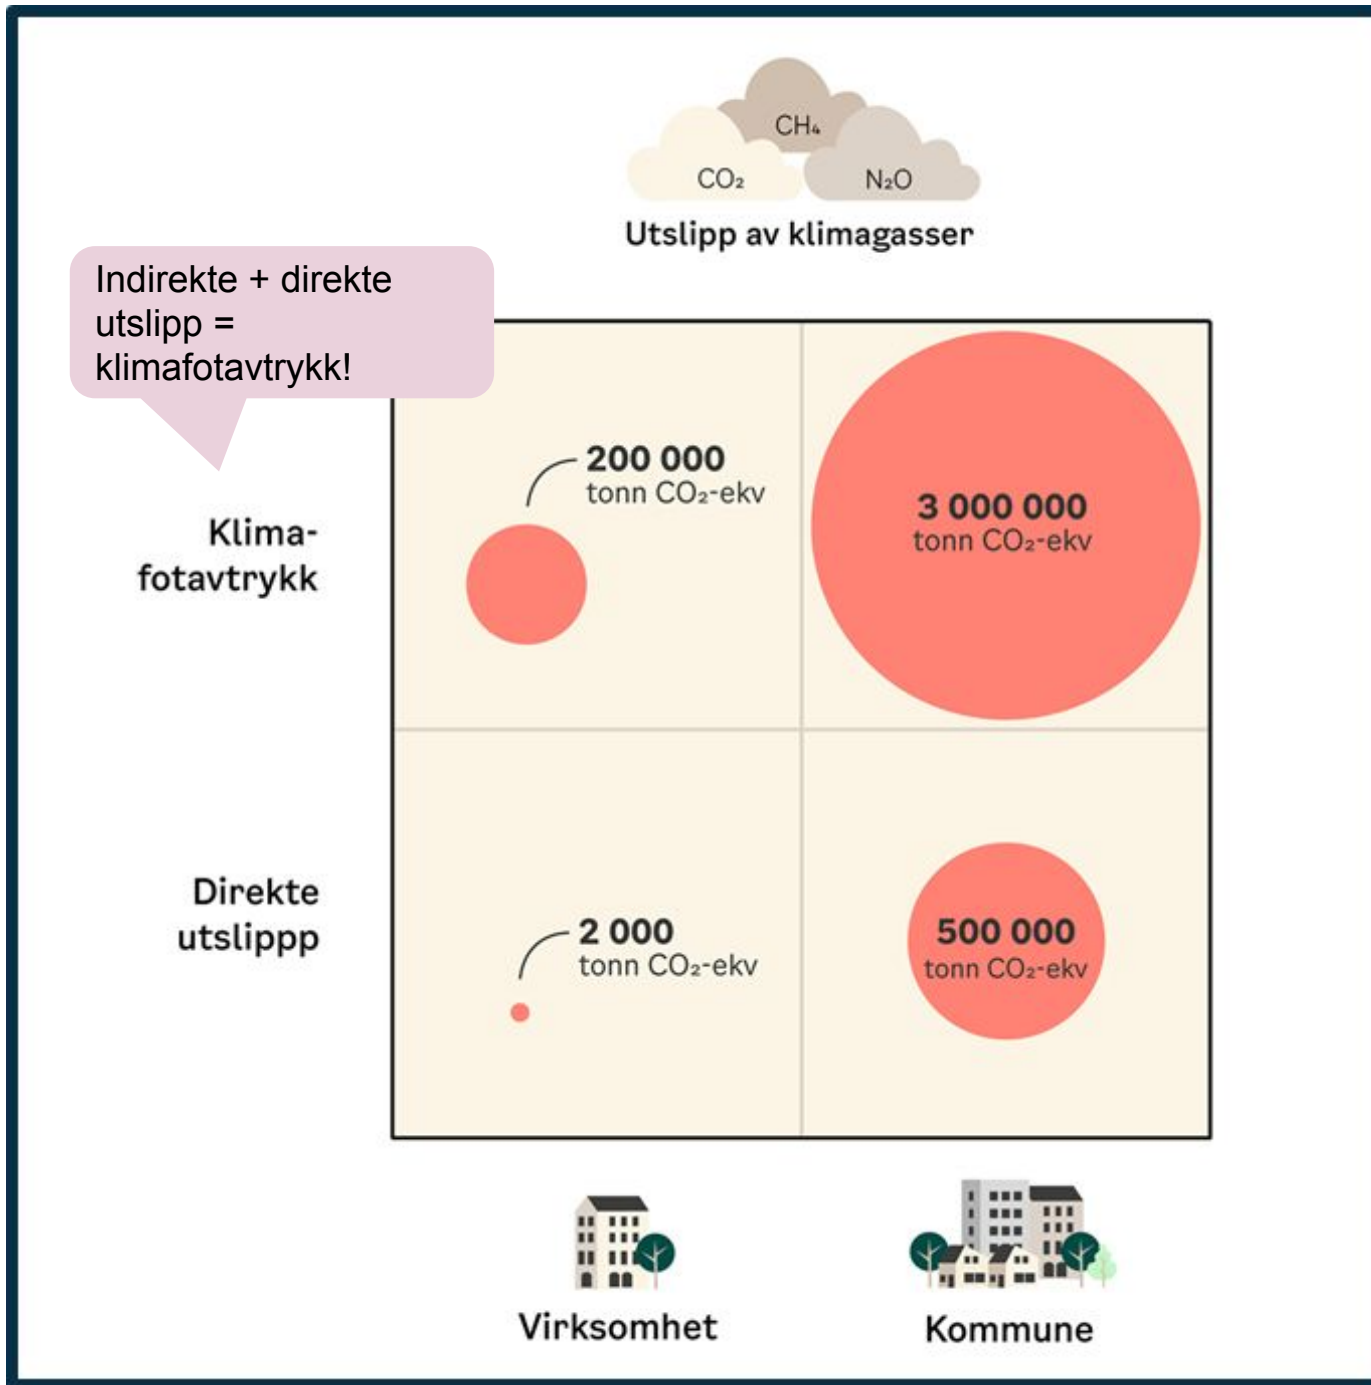 CH₄
CO₂
N₂O
Utslipp av klimagasser
Indirekte + direkte
utslipp =
klimafotavtrykk!
Klima-
fotavtrykk
200 000
tonn CO₂-ekv
3 000 000
tonn CO₂-ekv
Direkte
utslippp
2 000
tonn CO₂-ekv
500 000
tonn CO₂-ekv
Virksomhet
Kommune